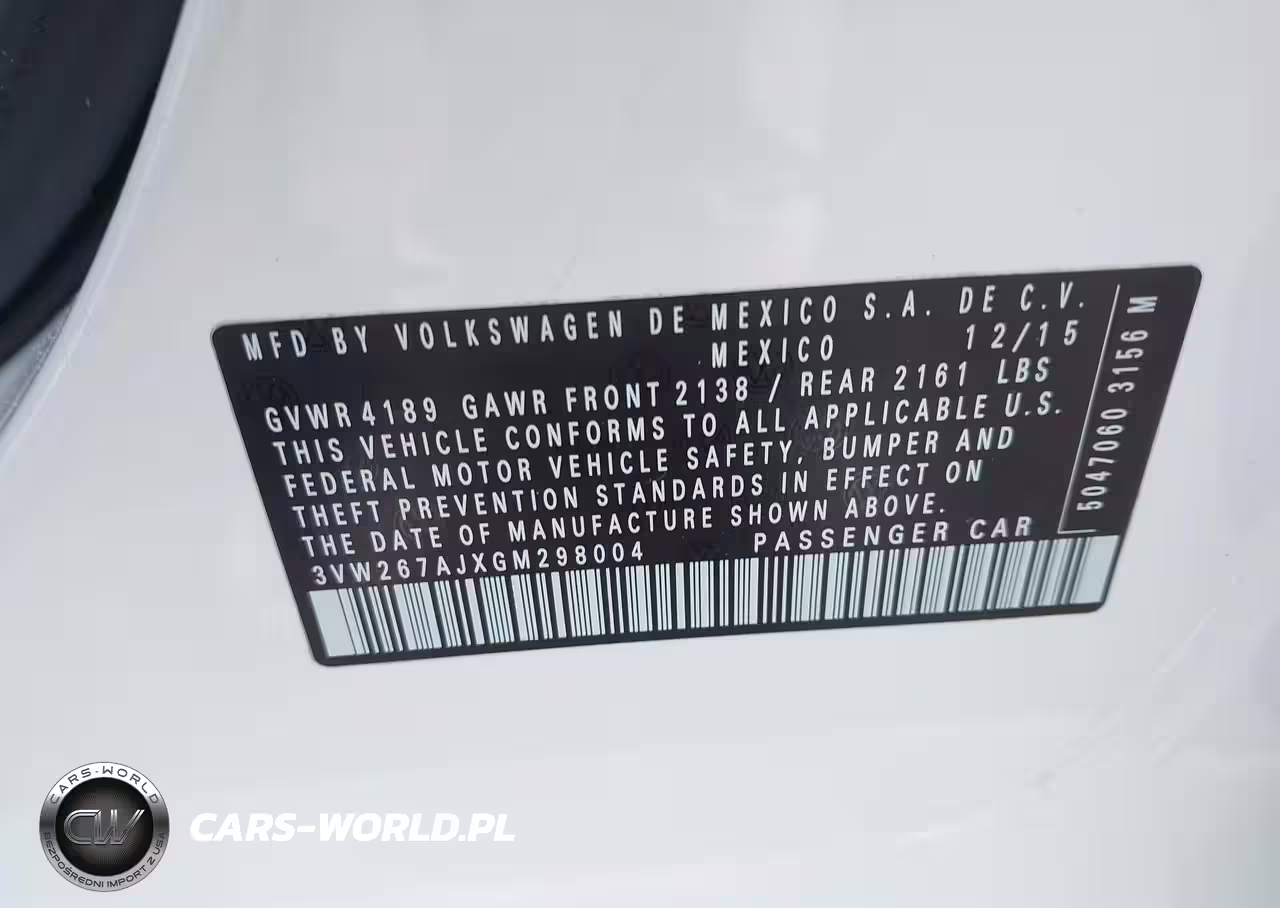 MFD BY VOLKSWAGEN DE MEXICO S.A. DE C.V.
MEXICO 12/15
GVWR 4189 GAWR FRONT 2138 / REAR 2161 LBS
THIS VEHICLE CONFORMS TO ALL APPLICABLE U.S.
FEDERAL MOTOR VEHICLE SAFETY, BUMPER AND
THEFT PREVENTION STANDARDS IN EFFECT ON
THE DATE OF MANUFACTURE SHOWN ABOVE.
3VW267AJXGM298004 PASSENGER CAR
5047060 3156 M
CARS-WORLD
CW
BEZPOŚREDNI IMPORT Z USA
CARS-WORLD.PL